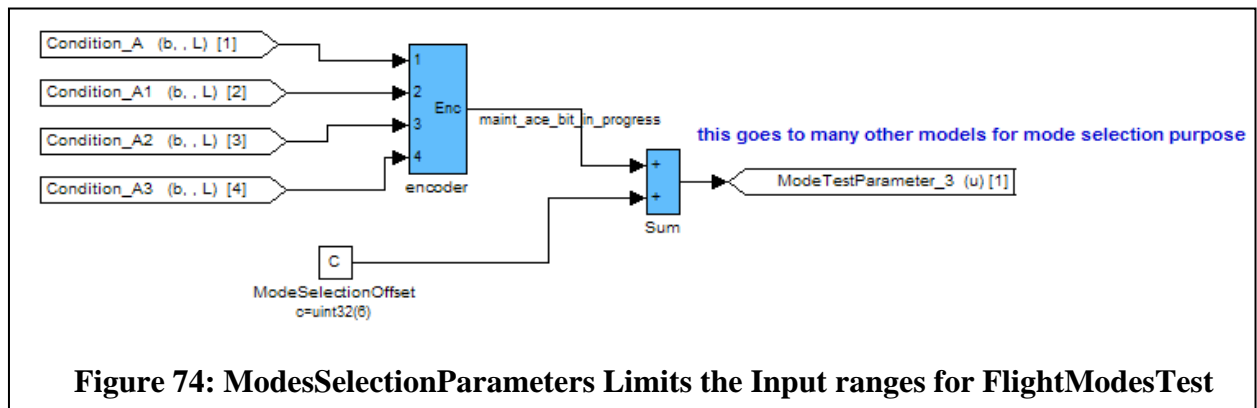 Condition_A (b, , L) [1]
Condition_A1 (b, , L) [2]
Condition_A2 (b, , L) [3]
Condition_A3 (b, , L) [4]
1
2
3
4
Enc
encoder
maint_ace_bit_in_progress
this goes to many other models for mode selection purpose
+
+
Sum
ModeTestParameter_3 (u) [1]
C
ModeSelectionOffset
c=uint32(6)
Figure 74: ModesSelectionParameters Limits the Input ranges for FlightModesTest